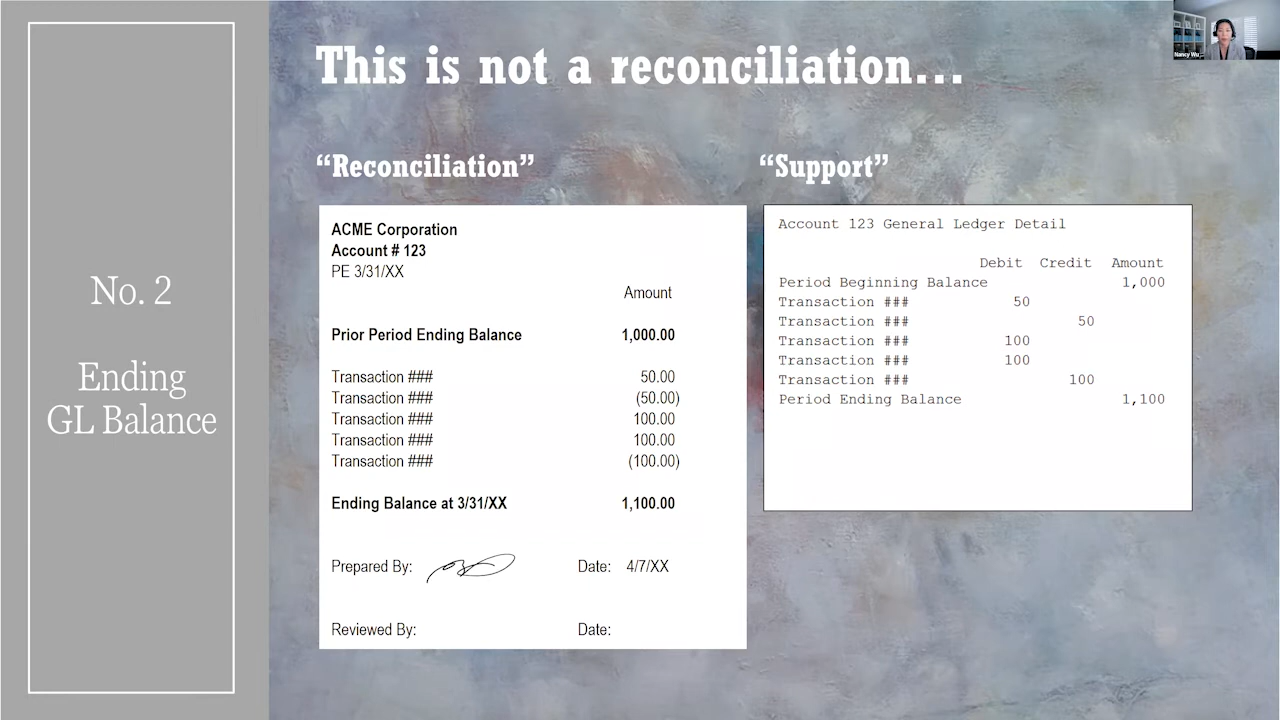 No. 2
Ending
GL Balance
This is not a reconciliation...
“Reconciliation”
ACME Corporation
Account # 123
PE 3/31/XX
Amount
Prior Period Ending Balance 1,000.00
Transaction ### 50.00
Transaction ### (50.00)
Transaction ### 100.00
Transaction ### 100.00
Transaction ### (100.00)
Ending Balance at 3/31/XX 1,100.00
Prepared By: Date: 4/7/XX
Reviewed By: Date:
“Support”
Account 123 General Ledger Detail
Debit Credit Amount
Period Beginning Balance 1,000
Transaction ### 50
Transaction ### 50
Transaction ### 100
Transaction ### 100
Transaction ### 100
Period Ending Balance 1,100
Nancy Wu